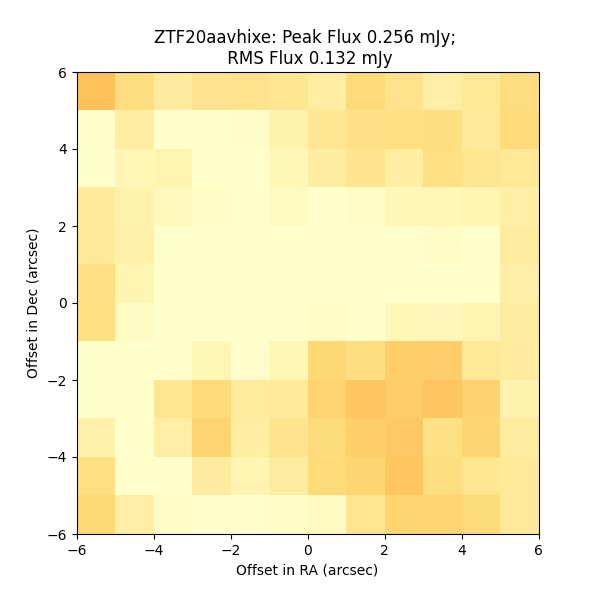 ZTF20aavhixe: Peak Flux 0.256 mJy;
RMS Flux 0.132 mJy
6
4
2
0
−2
−4
−6
Offset in Dec (arcsec)
−6 −4 −2 0 2 4 6
Offset in RA (arcsec)